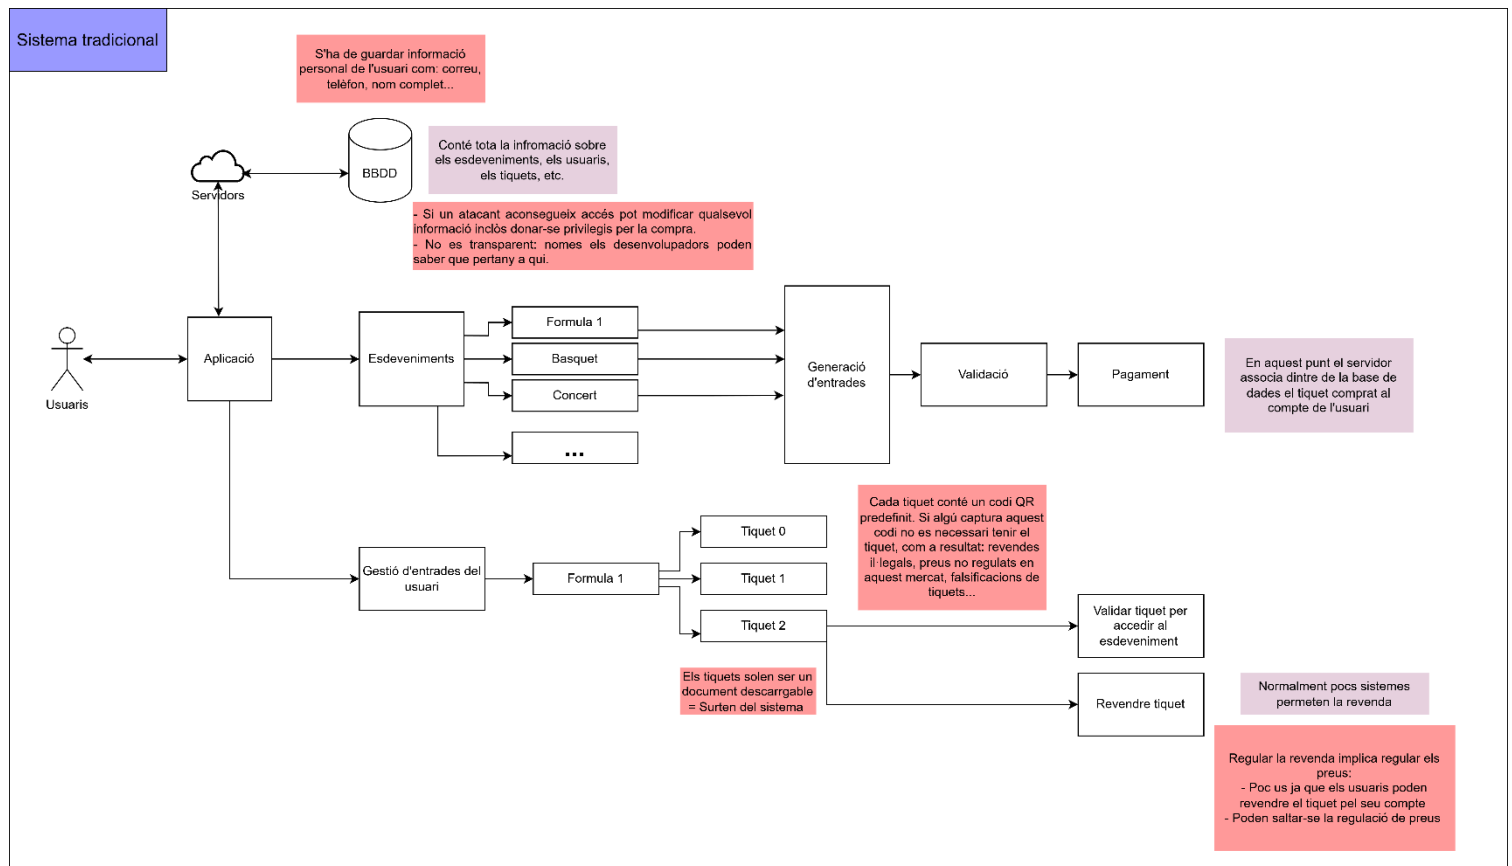 Sistema tradicional
S'ha de guardar informació
personal de l'usuari com: correu,
telèfon, nom complet...
BBDD
Conté tota la infromació sobre
els esdeveniments, els usuaris,
els tiquets, etc.
Servidors
- Si un atacant aconsegueix accés pot modificar qualsevol
informació inclòs donar-se privilegis per la compra.
- No es transparent: nomes els desenvolupadors poden
saber que pertany a qui.
Usuaris
Aplicació
Esdeveniments
Formula 1
Basquet
Concert
...
Generació
d'entrades
Validació
Pagament
En aquest punt el servidor
associa dintre de la base de
dades el tiquet comprat al
compte de l'usuari
Gestió d'entrades del
usuari
Formula 1
Tiquet 0
Tiquet 1
Tiquet 2
Cada tiquet conté un codi QR
predefinit. Si algú captura aquest
codi no es necessari tenir el
tiquet, com a resultat: revendes
il·legals, preus no regulats en
aquest mercat, falsificacions de
tiquets...
Els tiquets solen ser un
document descarrgable
= Surten del sistema
Validar tiquet per
accedir al
esdeveniment
Revendre tiquet
Normalment pocs sistemes
permeten la revenda
Regular la revenda implica regular els
preus:
- Poc us ja que els usuaris poden
revendre el tiquet pel seu compte
- Poden saltar-se la regulació de preus